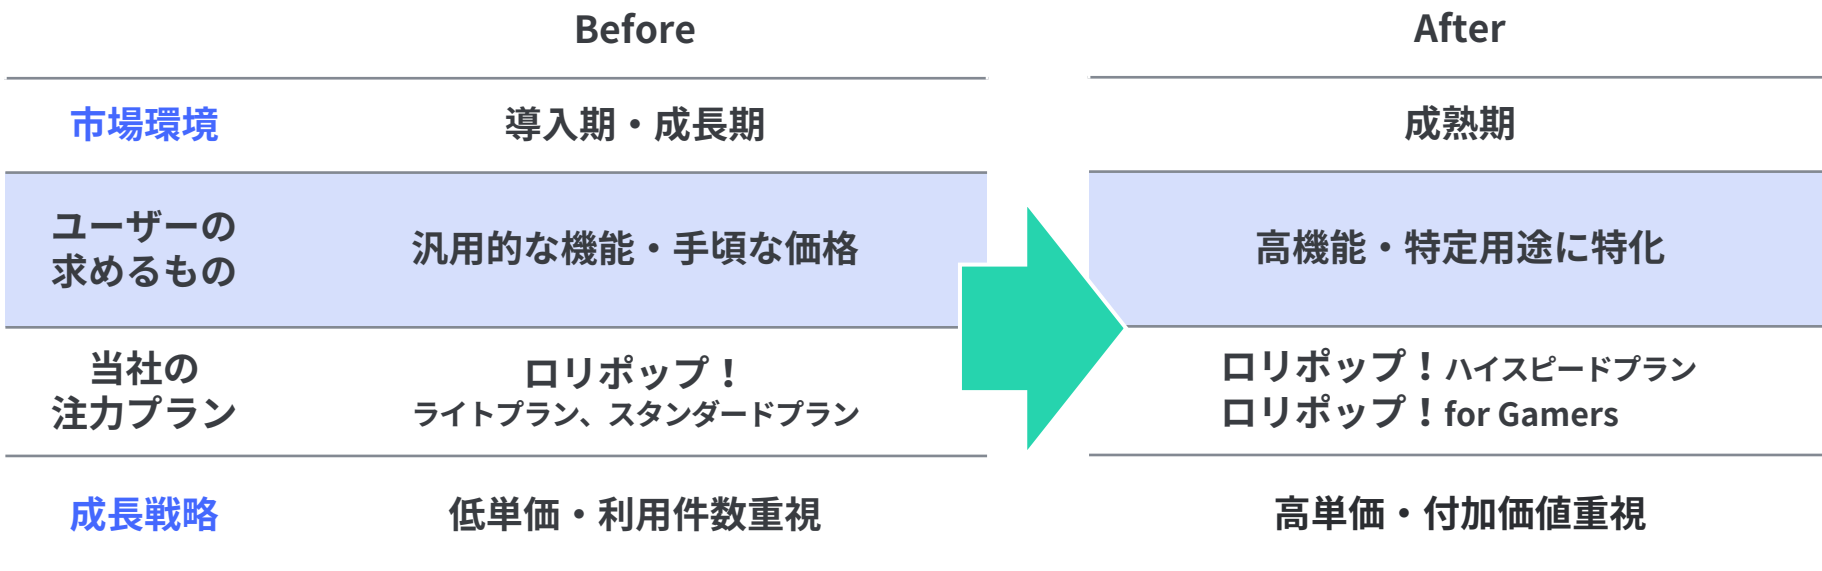 Before
After
市場環境
導入期・成長期
成熟期
ユーザーの
求めるもの
汎用的な機能・手頃な価格
高機能・特定用途に特化
当社の
注力プラン
ロリポップ！
ライトプラン、スタンダードプラン
ロリポップ！ハイスピードプラン
ロリポップ！for Gamers
成長戦略
低単価・利用件数重視
高単価・付加価値重視